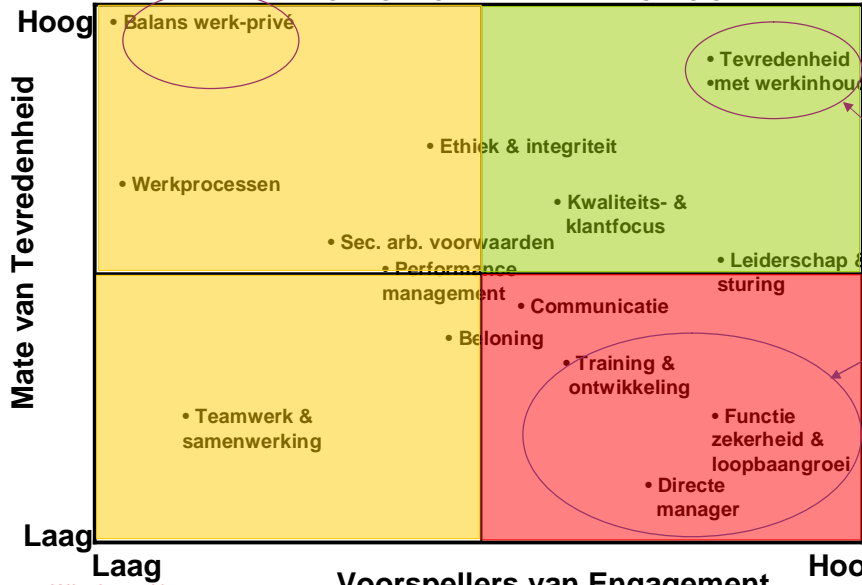 Hoog
• Balans werk-privé
• Tevredenheid
•met werkinhoud
• Ethiek & integriteit
• Werkprocessen
• Kwaliteits- &
klantfocus
• Sec. arb. voorwaarden
• Performance
management
• Leiderschap &
sturing
• Communicatie
• Beloning
• Training &
ontwikkeling
• Teamwerk &
samenwerking
• Functie
zekerheid &
loopbaangroei
• Directe
manager
Mate van Tevredenheid
Laag
Laag
Voorspellers van Engagement
Hoo